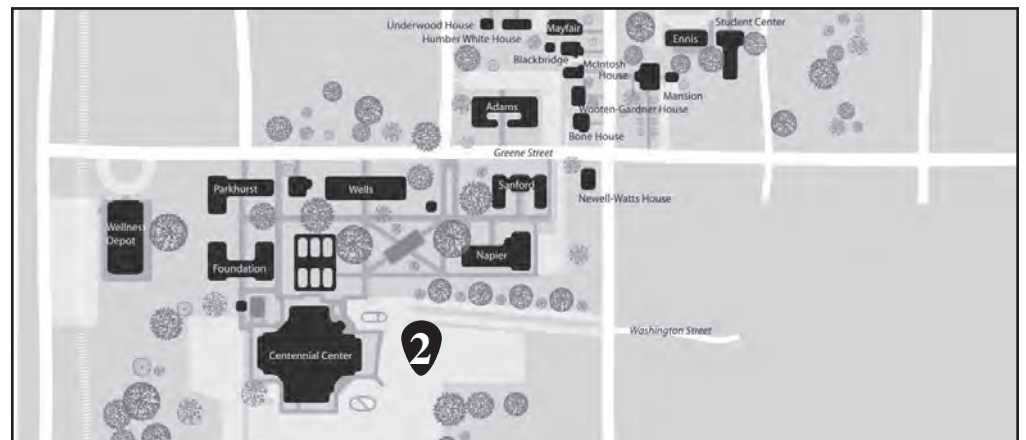 Underwood House
Humber White House
Mayfair
Blackbridge
McIntosh
House
Ennis
Student Center
Mansion
Wooten-Gardner House
Adams
Bone House
Greene Street
Parkhurst
Wells
Sanford
Newell-Watts House
Wellness
Depot
Foundation
Napier
Washington Street
Centennial Center
2